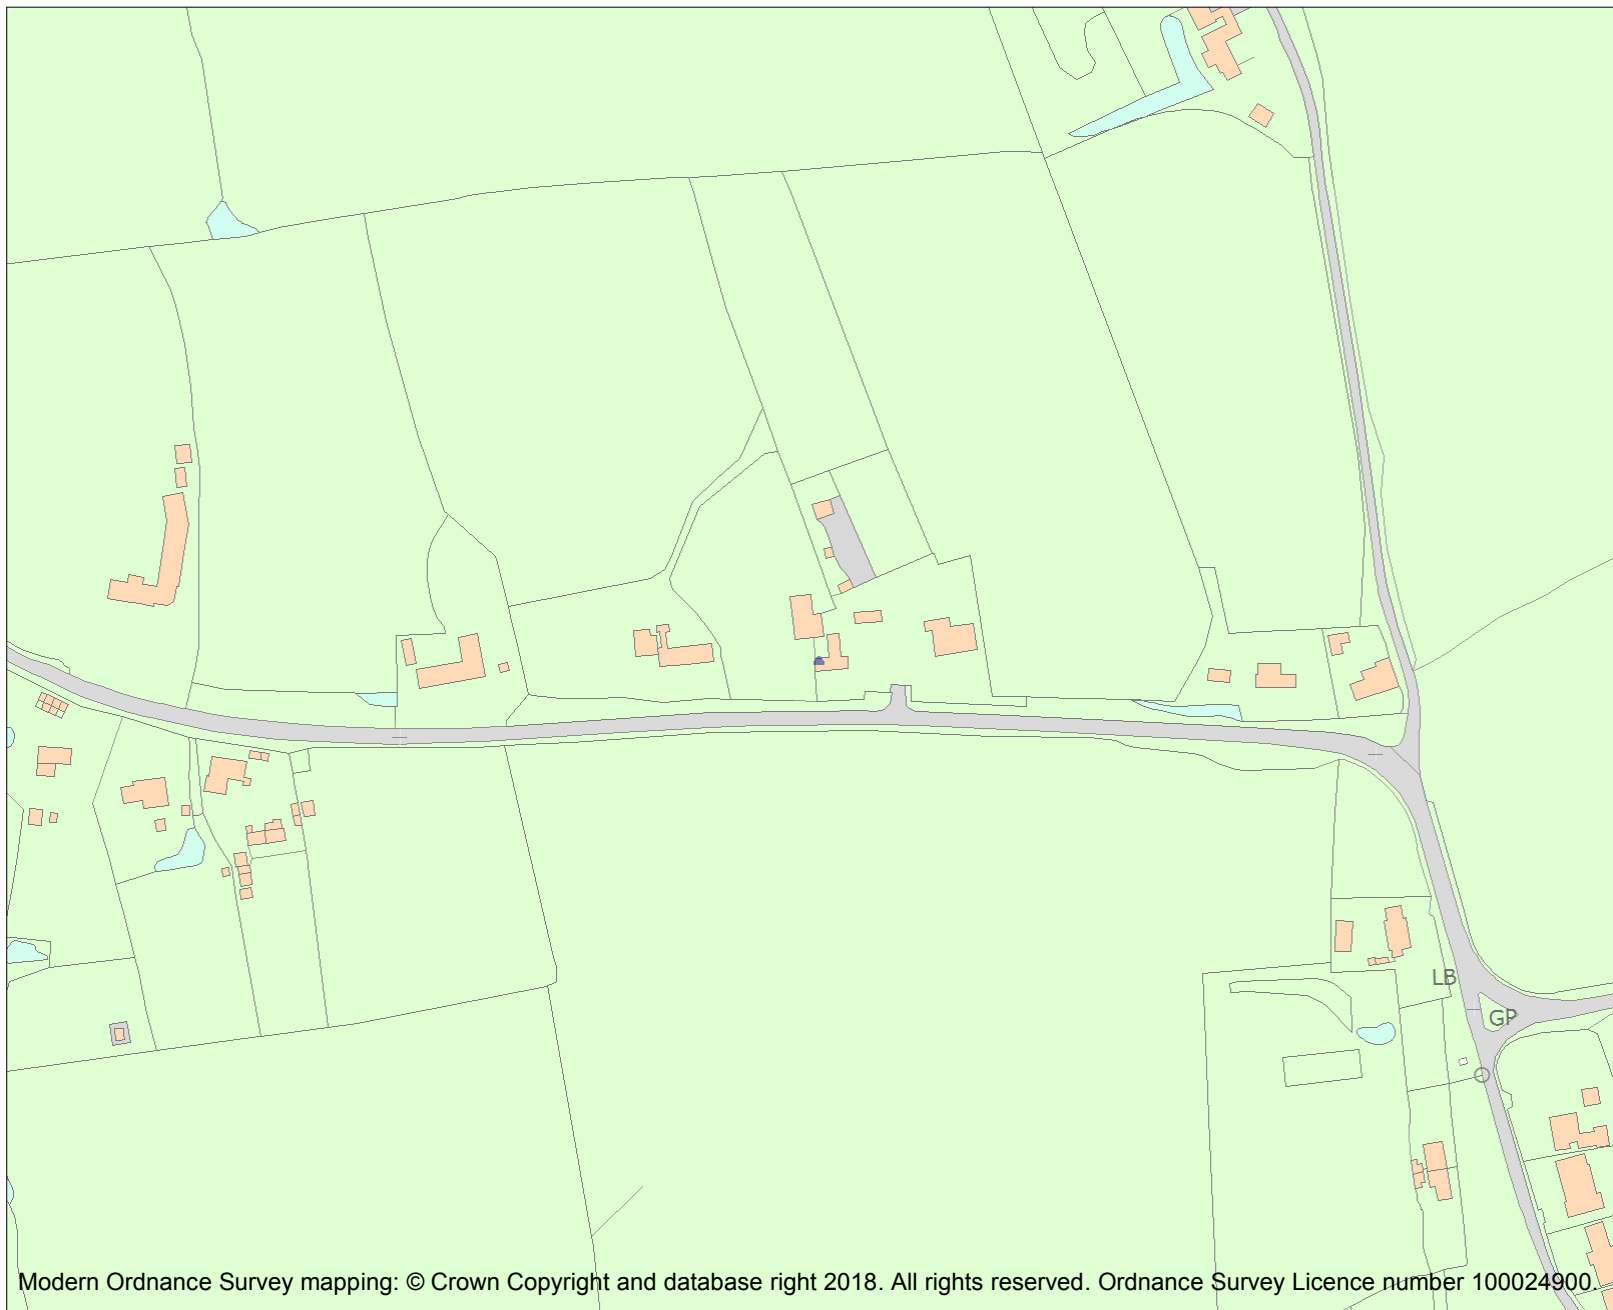 LB
GP
Modern Ordnance Survey mapping: © Crown Copyright and database right 2018. All rights reserved. Ordnance Survey Licence number 100024900.